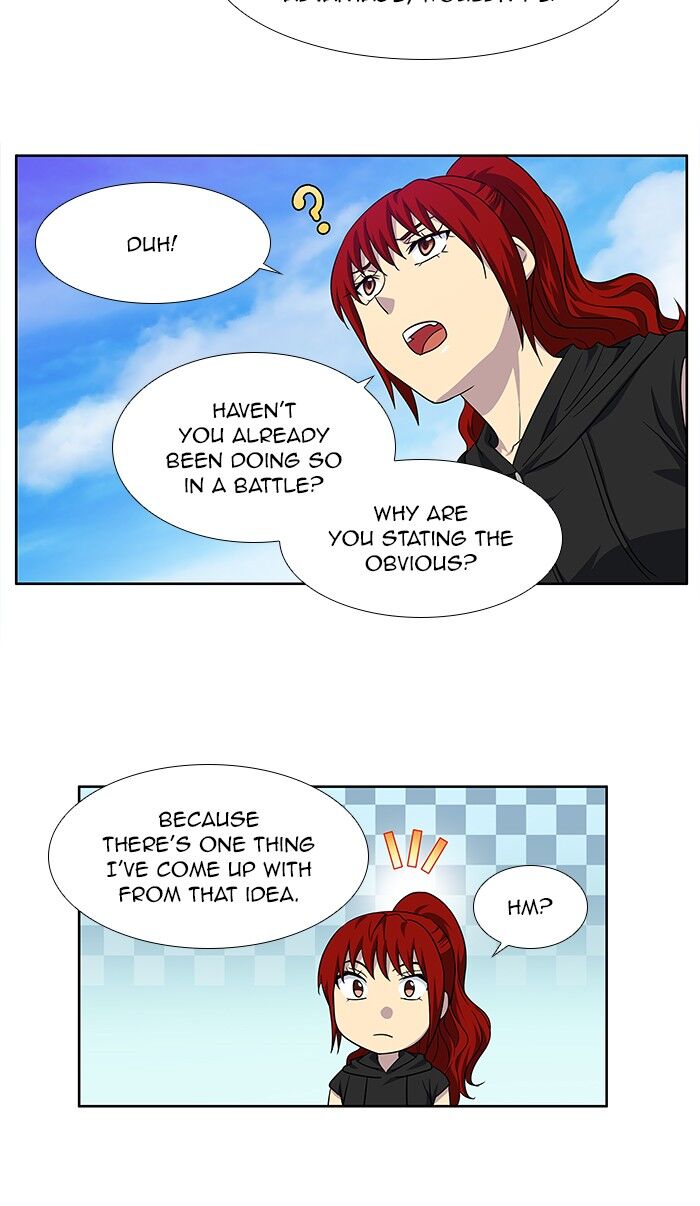 DUH!
HAVEN'T
YOU ALREADY
BEEN DOING SO
IN A BATTLE?
WHY ARE
YOU STATING THE
OBVIOUS?
BECAUSE
THERE'S ONE THING
I'VE COME UP WITH
FROM THAT IDEA.
HM?